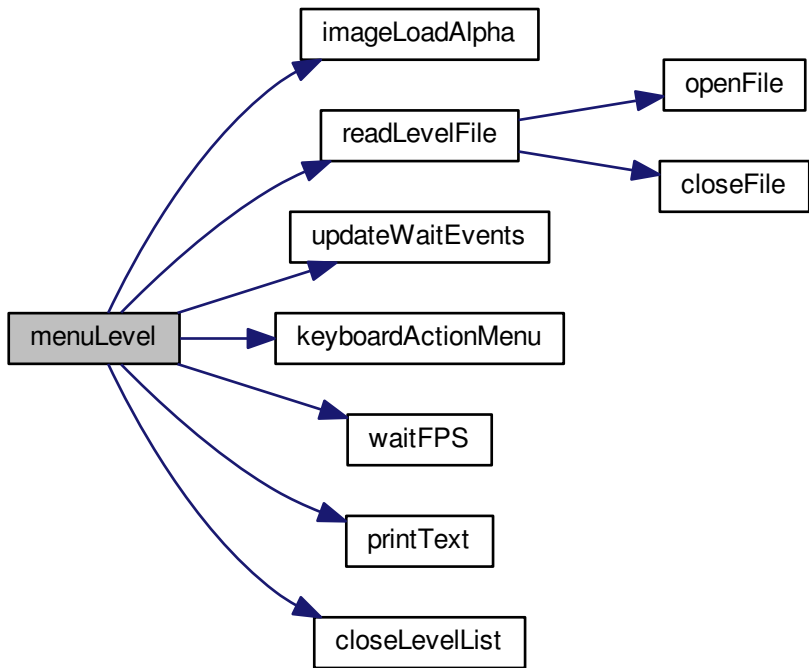 imageLoadAlpha
openFile
readLevelFile
closeFile
updateWaitEvents
menuLevel
keyboardActionMenu
waitFPS
printText
closeLevelList